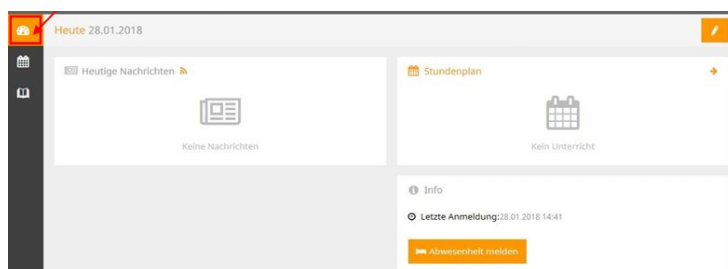 Heute 28.01.2018
Heutige Nachrichten
Keine Nachrichten
Stundenplan
Kein Unterricht
Info
Letzte Anmeldung:28.01.2018 14:41
Abwesenheit melden